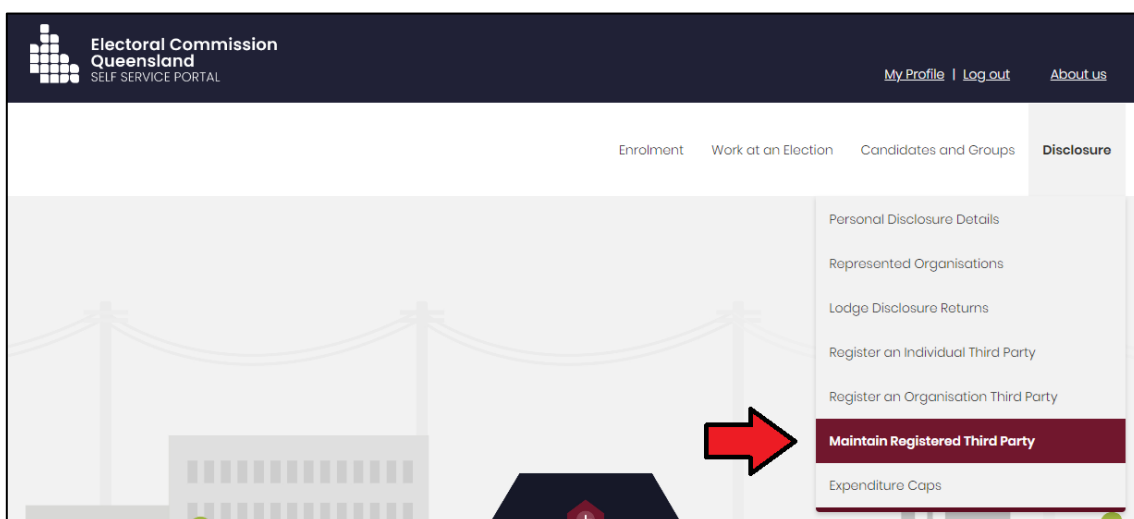 Electoral Commission
Queensland
SELF SERVICE PORTAL
My Profile | Log out About us
Enrolment Work at an Election Candidates and Groups Disclosure
Personal Disclosure Details
Represented Organisations
Lodge Disclosure Returns
Register an Individual Third Party
Register an Organisation Third Party
Maintain Registered Third Party
Expenditure Caps